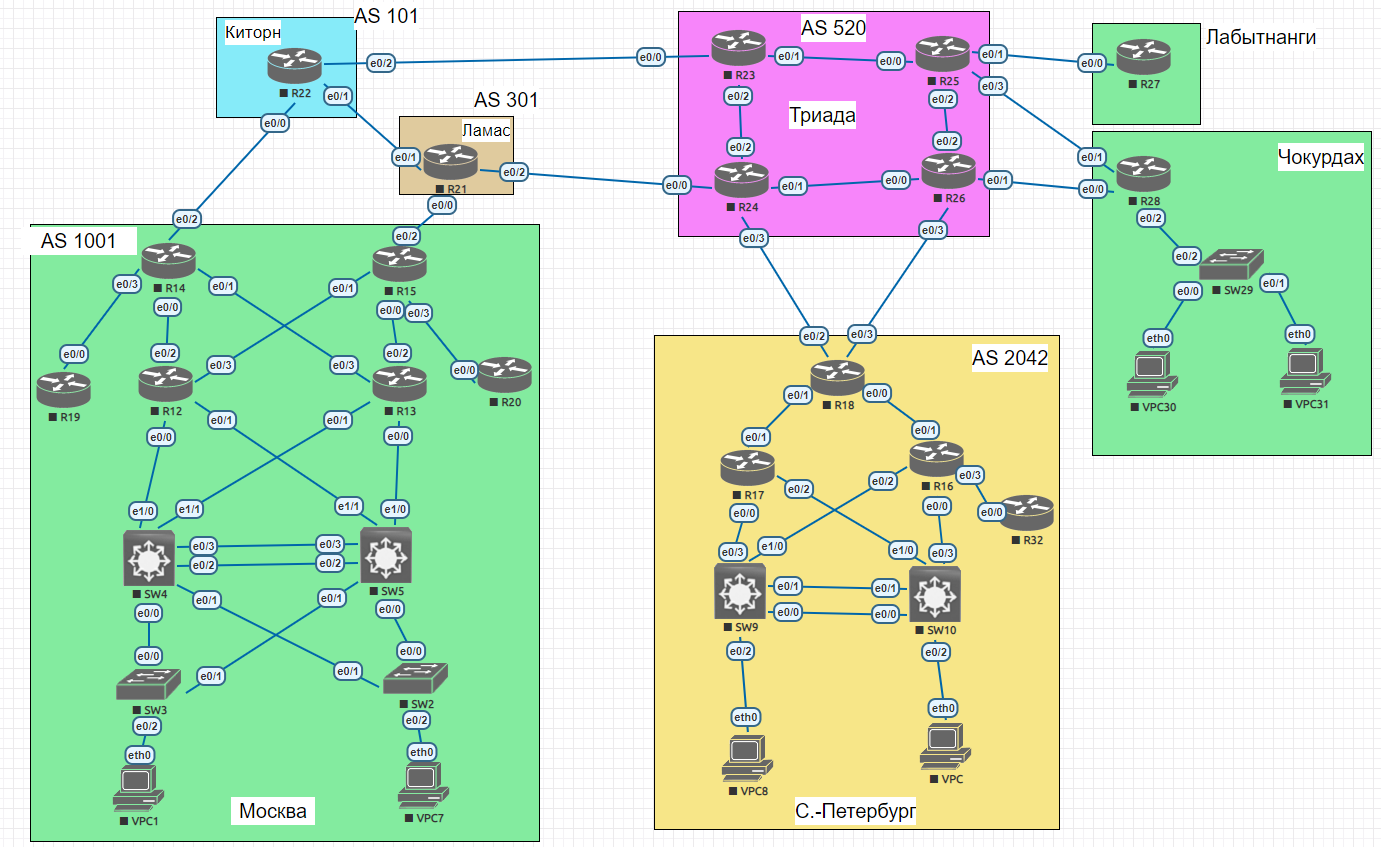 AS 101
Киторн
R22
e0/2
e0/1
e0/0
AS 301
Ламас
e0/1
R21
e0/2
e0/0
AS 520
Триада
e0/0
R23
e0/1
e0/2
e0/0
R25
e0/1
e0/3
e0/2
e0/2
e0/0
R24
e0/1
e0/3
e0/2
e0/0
R26
e0/1
e0/3
Лабытнанги
e0/0
R27
Чокурдах
e0/1
e0/0
R28
e0/2
e0/2
SW29
e0/0
e0/1
eth0
eth0
VPC30
VPC31
AS 1001
e0/2
R14
e0/3
e0/1
e0/0
e0/2
R15
e0/1
e0/0
e0/3
e0/0
R19
e0/2
e0/3
R12
e0/1
e0/0
e0/3
e0/2
R13
e0/1
e0/0
e0/0
R20
e1/0
e1/1
e1/1
e1/0
e0/3
e0/3
e0/2
e0/2
SW4
SW5
e0/1
e0/1
e0/0
e0/0
e0/0
e0/1
e0/1
e0/0
SW3
SW2
e0/2
e0/2
eth0
eth0
VPC1
VPC7
Москва
AS 2042
e0/2
e0/3
R18
e0/1
e0/0
e0/1
e0/1
R17
R16
e0/2
e0/2
e0/3
e0/0
e0/0
e0/0
R32
e0/3
e1/0
e1/0
e0/3
e0/1
e0/1
e0/0
e0/0
SW9
SW10
e0/2
e0/2
eth0
eth0
VPC8
VPC
С.-Петербург